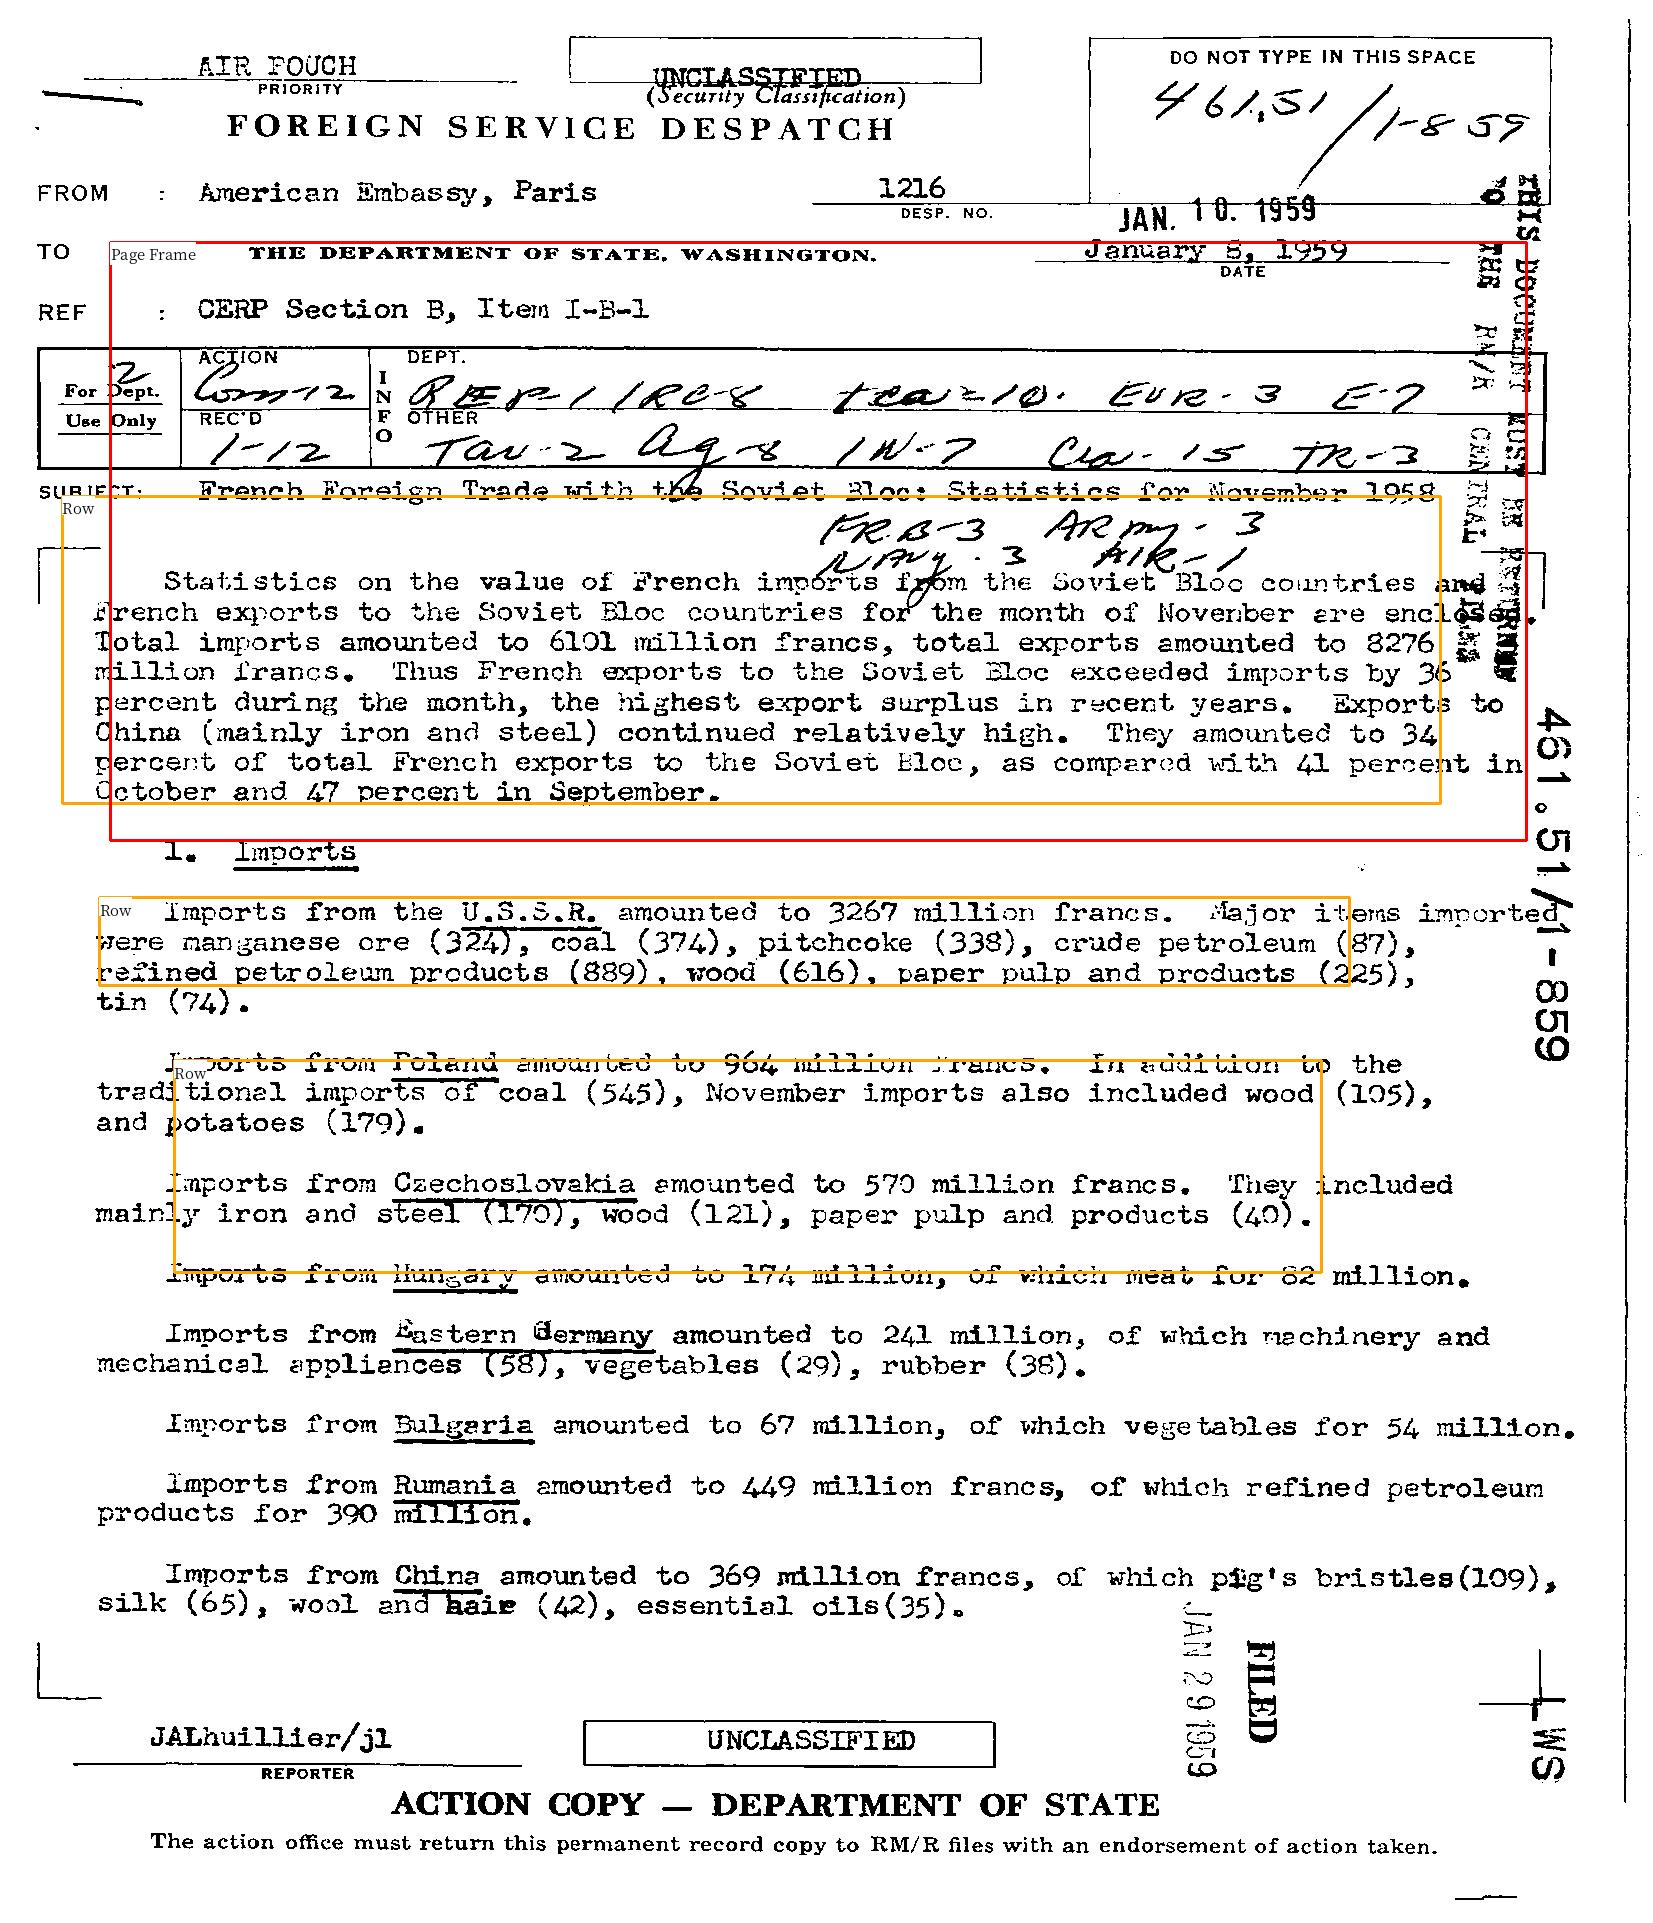 AIR POUCH
PRIORITY
UNCLASSIFIED
(Security Classification)
DO NOT TYPE IN THIS SPACE
461.51/1-859
FOREIGN SERVICE DESPATCH
FROM : American Embassy, Paris
1216
DESP. NO.
JAN. 10. 1959
TO
Page Frame
THE DEPARTMENT OF STATE, WASHINGTON.
January 8, 1959
DATE
REF : CERP Section B, Item I-B-1
For Dept.
Use Only
2
ACTION
Com-12
REC'D
1-12
INFO
DEPT.
REP-1 IRC-8 EUR-3 E-7
OTHER
Tar-2 Ag-8 IN-7 Cia-15 TR-3
SUBJECT: French Foreign Trade with the Soviet Bloc: Statistics for November 1958
Row
FRB-3 ARmy-3
NAVy-3 AIR-1
Statistics on the value of French imports from the Soviet Bloc countries and
French exports to the Soviet Bloc countries for the month of November are enclosed.
Total imports amounted to 6101 million francs, total exports amounted to 8276
million francs. Thus French exports to the Soviet Bloc exceeded imports by 36
percent during the month, the highest export surplus in recent years. Exports to
China (mainly iron and steel) continued relatively high. They amounted to 34
percent of total French exports to the Soviet Bloc, as compared with 41 percent in
October and 47 percent in September.
1. Imports
Row
Imports from the U.S.S.R. amounted to 3267 million francs. Major items imported
were manganese ore (324), coal (374), pitchcoke (338), crude petroleum (87),
refined petroleum products (889), wood (616), paper pulp and products (225),
tin (74).
Row
Imports from Poland amounted to 964 million francs. In addition to the
traditional imports of coal (545), November imports also included wood (105),
and potatoes (179).
Imports from Czechoslovakia amounted to 570 million francs. They included
mainly iron and steel (170), wood (121), paper pulp and products (40).
Imports from Hungary amounted to 174 million, of which meat for 82 million.
Imports from Eastern Germany amounted to 241 million, of which machinery and
mechanical appliances (58), vegetables (29), rubber (38).
Imports from Bulgaria amounted to 67 million, of which vegetables for 54 million.
Imports from Rumania amounted to 449 million francs, of which refined petroleum
products for 390 million.
Imports from China amounted to 369 million francs, of which pig's bristles(109),
silk (65), wool and hair (42), essential oils(35).
THIS DOCUMENT MUST BE RETURNED
TO THE RM/R CENTRAL FILES
461.51/1-859
JAN 29 1959
FILED
LWS
JALhuillier/jl
REPORTER
UNCLASSIFIED
ACTION COPY — DEPARTMENT OF STATE
The action office must return this permanent record copy to RM/R files with an endorsement of action taken.